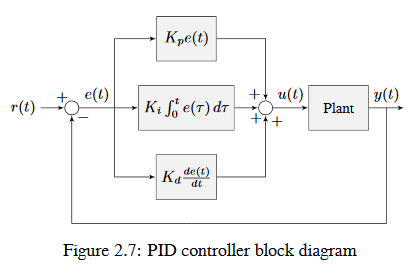 K_p e(t)
r(t) + − e(t) K_i ∫_0^t e(τ) dτ + + + u(t) Plant y(t)
K_d de(t)/dt
Figure 2.7: PID controller block diagram